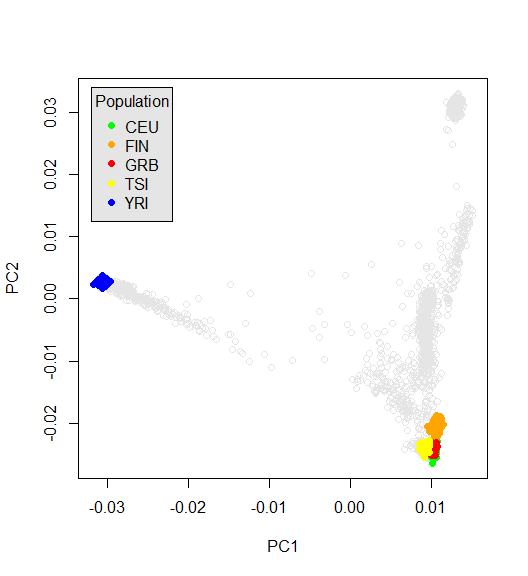 Population
CEU
FIN
GRB
TSI
YRI
0.03
0.02
0.01
0.00
-0.01
-0.02
PC2
-0.03 -0.02 -0.01 0.00 0.01
PC1